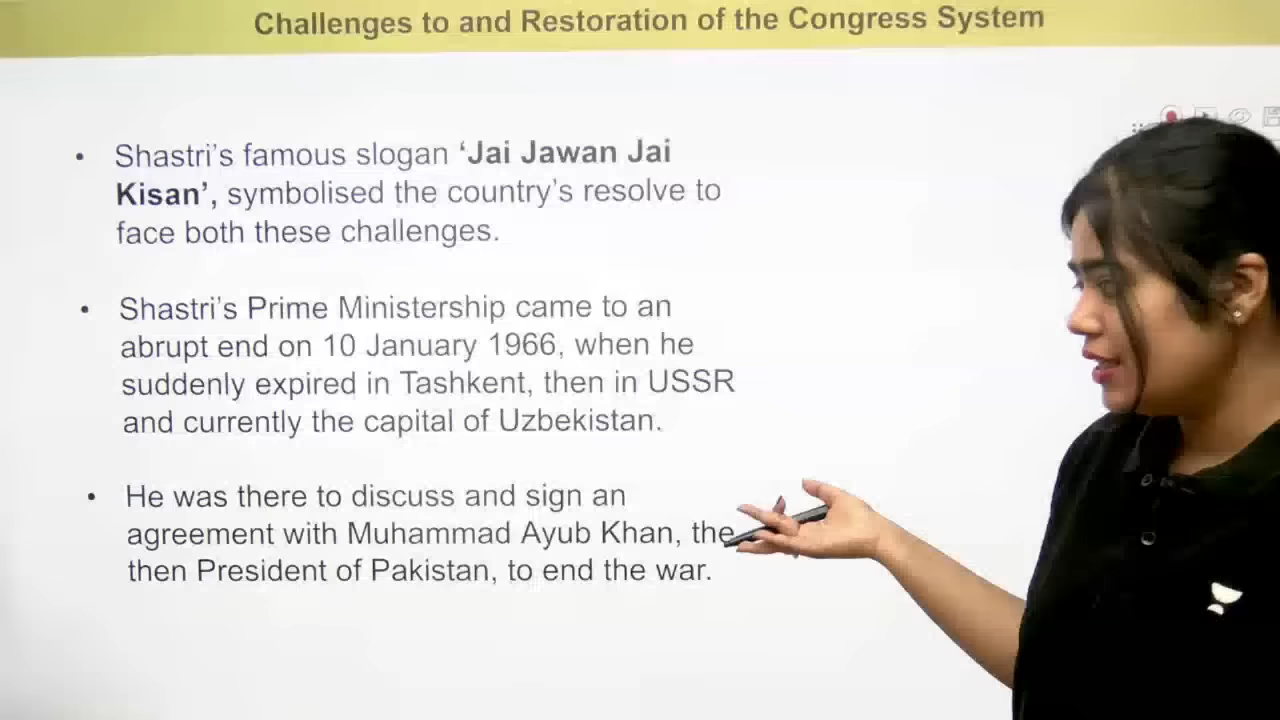 Challenges to and Restoration of the Congress System
• Shastri's famous slogan ‘Jai Jawan Jai
Kisan’, symbolised the country's resolve to
face both these challenges.
• Shastri's Prime Ministership came to an
abrupt end on 10 January 1966, when he
suddenly expired in Tashkent, then in USSR
and currently the capital of Uzbekistan.
• He was there to discuss and sign an
agreement with Muhammad Ayub Khan, the
then President of Pakistan, to end the war.